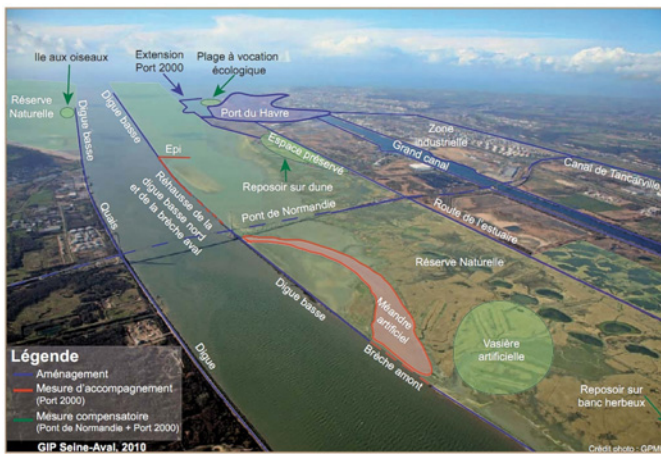 Ile aux oiseaux
Extension
Port 2000
Plage à vocation
écologique
Réserve
Naturelle
Digue basse
Digue basse
Port du Havre
Zone
industrielle
Grand canal
Canal de Tancarville
Epi
Espace préservé
Reposoir sur dune
Réhausse de la
digue basse nord
et de la brèche aval
Quais
Pont de Normandie
Route de l'estuaire
Réserve Naturelle
Digue basse
Méandre
artificiel
Vasière
artificielle
Digue
Brèche amont
Reposoir sur
banc herbeux
Légende
Aménagement
Mesure d'accompagnement
(Port 2000)
Mesure compensatoire
(Pont de Normandie + Port 2000)
GIP Seine-Aval, 2010
Crédit photo :